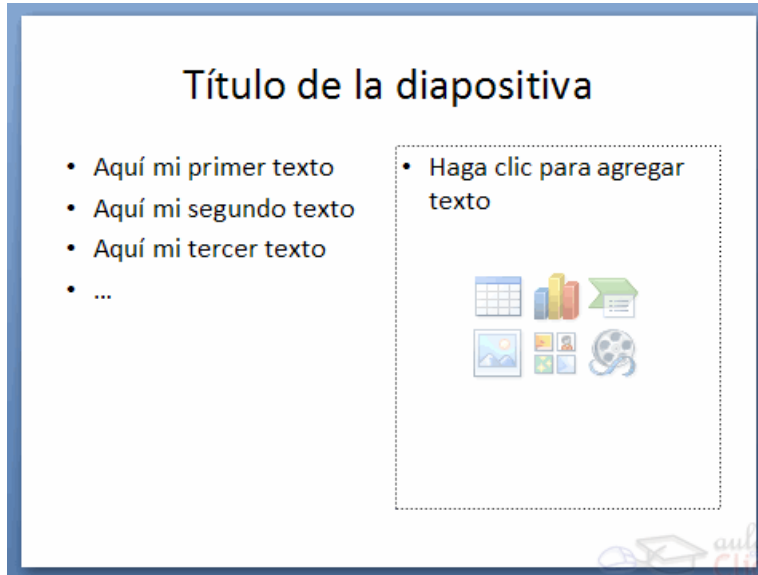 Título de la diapositiva
• Aquí mi primer texto
• Aquí mi segundo texto
• Aquí mi tercer texto
• ...
• Haga clic para agregar
texto